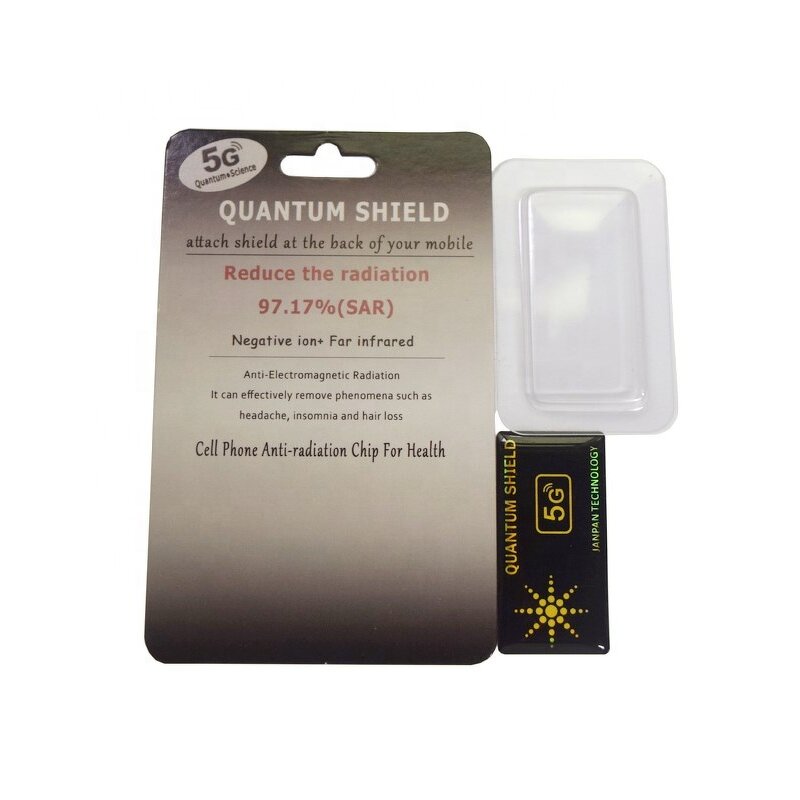 5G
Quantum Science
QUANTUM SHIELD
attach shield at the back of your mobile
Reduce the radiation
97.17%(SAR)
Negative ion+ Far infrared
Anti-Electromagnetic Radiation
It can effectively remove phenomena such as
headache, insomnia and hair loss
Cell Phone Anti-radiation Chip For Health
QUANTUM SHIELD
5G
JANPAN TECHNOLOGY